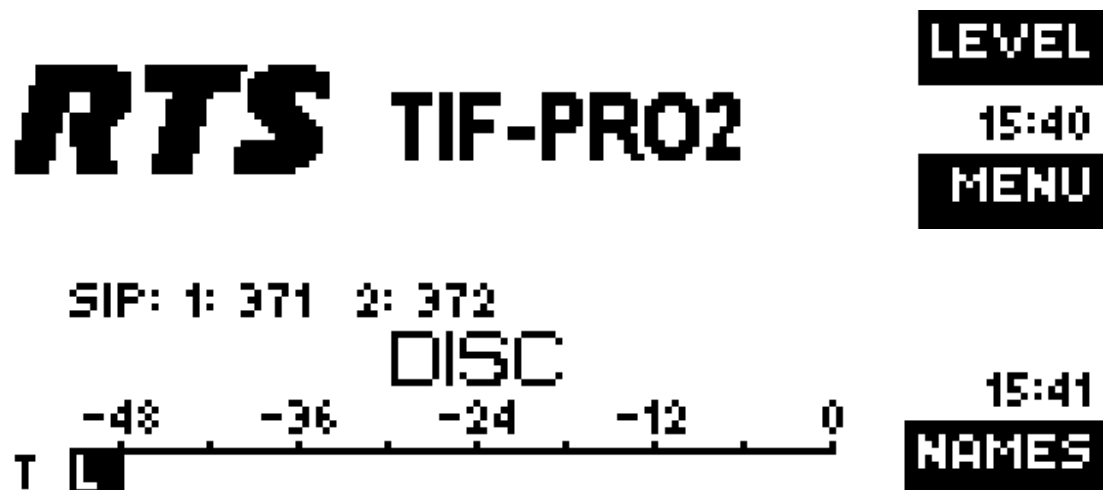 LEVEL
RTS TIF-PRO2
15:40
MENU
SIP: 1: 371 2: 372
DISC
15:41
-48 -36 -24 -12 0
NAMES
T L